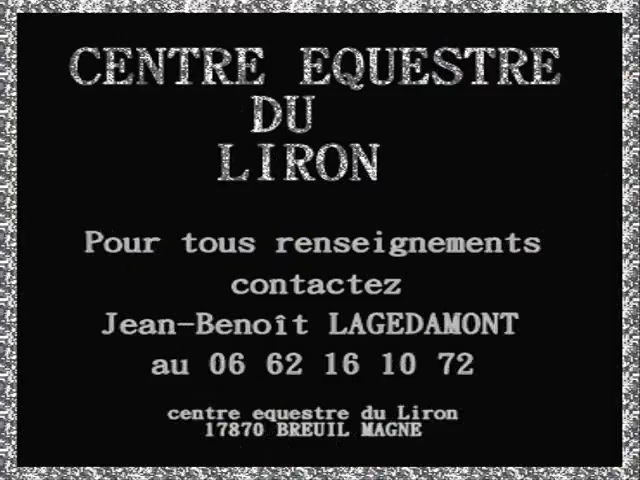 CENTRE EQUESTRE
DU
LIRON
Pour tous renseignements
contactez
Jean-Benoît LAGEDAMONT
au 06 62 16 10 72
centre equestre du Liron
17870 BREUIL MAGNE